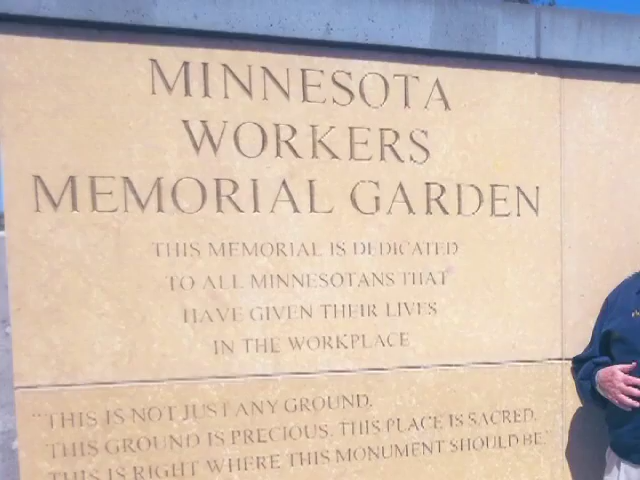 MINNESOTA
WORKERS
MEMORIAL GARDEN
THIS MEMORIAL IS DEDICATED
TO ALL MINNESOTANS THAT
HAVE GIVEN THEIR LIVES
IN THE WORKPLACE
"THIS IS NOT JUST ANY GROUND.
THIS GROUND IS PRECIOUS. THIS PLACE IS SACRED.
THIS IS RIGHT WHERE THIS MONUMENT SHOULD BE"